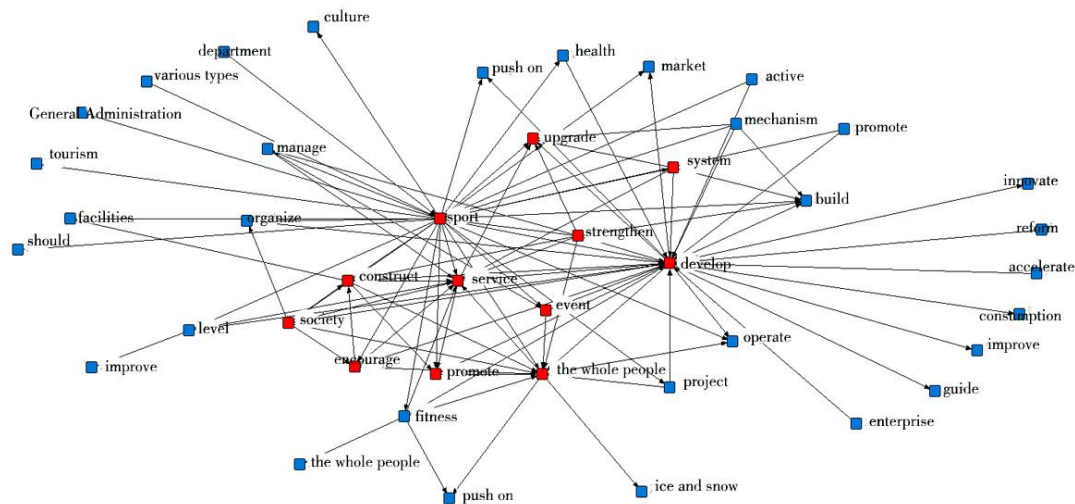 culture
department
health
push on
market
various types
active
General Administration
mechanism
promote
upgrade
manage
tourism
system
innovate
build
facilities
organize
sport
reform
strengthen
should
develop
accelerate
construct
service
event
consumption
society
level
operate
improve
encourage
improve
promote
the whole people
project
guide
fitness
enterprise
the whole people
push on
ice and snow